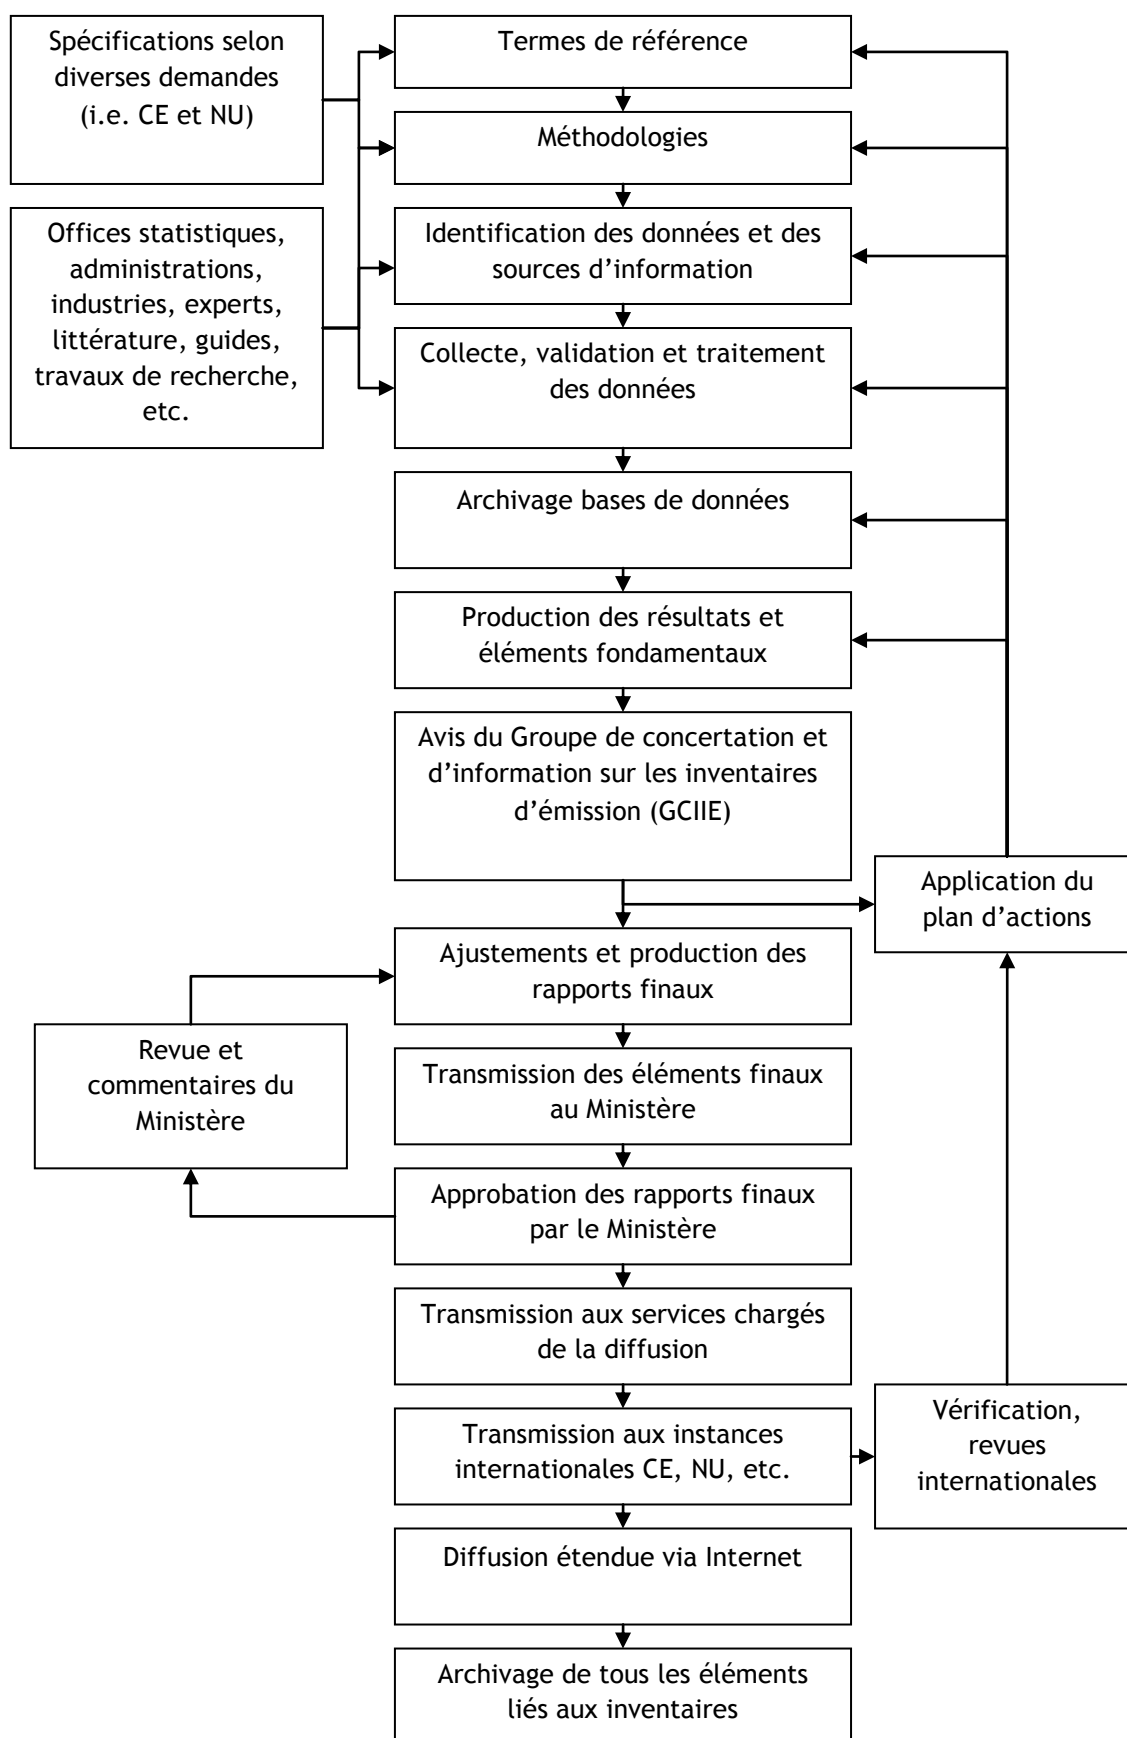 Spécifications selon
diverses demandes
(i.e. CE et NU)
Termes de référence
Méthodologies
Offices statistiques,
administrations,
industries, experts,
littérature, guides,
travaux de recherche,
etc.
Identification des données et des
sources d’information
Collecte, validation et traitement
des données
Archivage bases de données
Production des résultats et
éléments fondamentaux
Avis du Groupe de concertation et
d’information sur les inventaires
d’émission (GCIIE)
Application du
plan d’actions
Ajustements et production des
rapports finaux
Revue et
commentaires du
Ministère
Transmission des éléments finaux
au Ministère
Approbation des rapports finaux
par le Ministère
Transmission aux services chargés
de la diffusion
Transmission aux instances
internationales CE, NU, etc.
Vérification,
revues
internationales
Diffusion étendue via Internet
Archivage de tous les éléments
liés aux inventaires